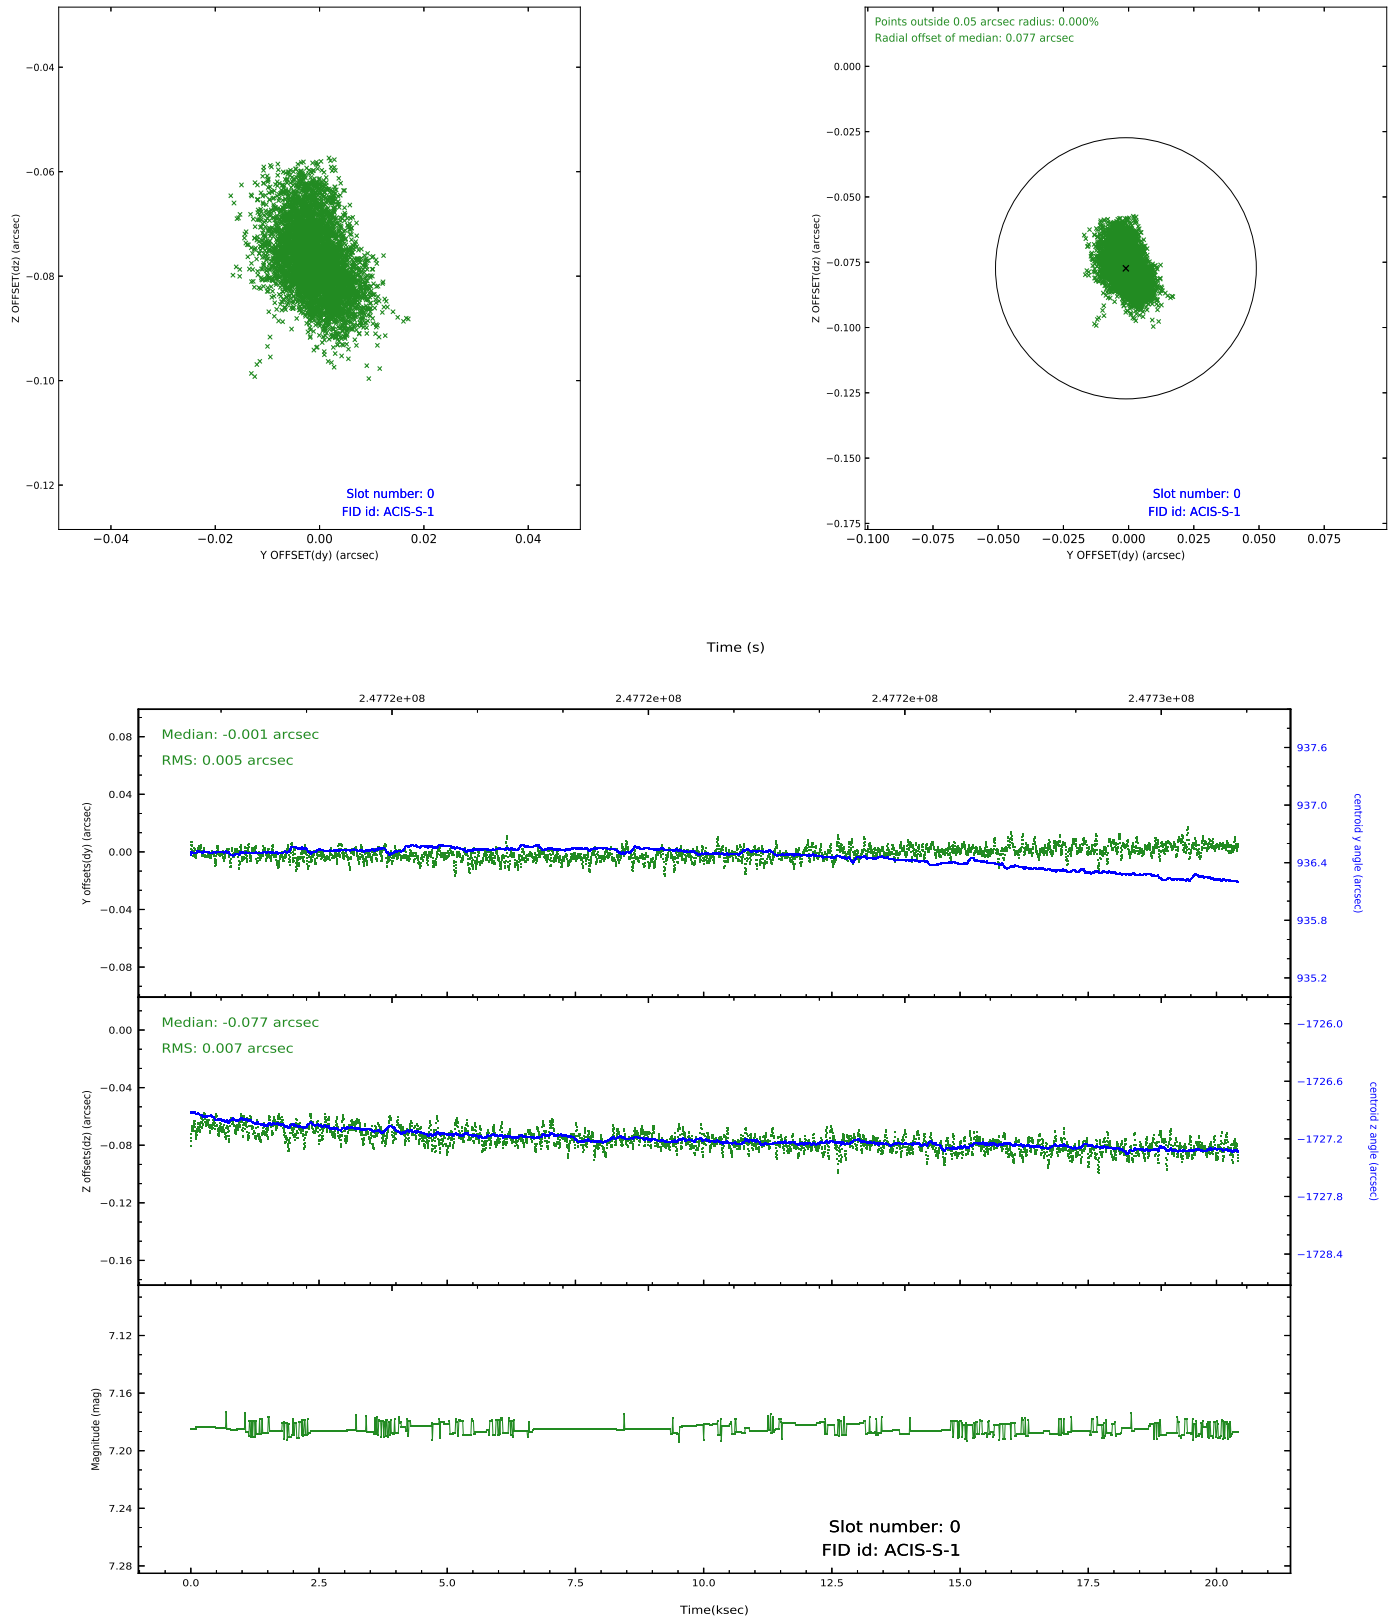 −0.04
−0.06
−0.08
−0.10
−0.12
Z OFFSET(dz) (arcsec)
Slot number: 0
FID id: ACIS-S-1
−0.04 −0.02 0.00 0.02 0.04
Y OFFSET(dy) (arcsec)
Points outside 0.05 arcsec radius: 0.000%
Radial offset of median: 0.077 arcsec
0.000
−0.025
−0.050
−0.075
−0.100
−0.125
−0.150
−0.175
Z OFFSET(dz) (arcsec)
Slot number: 0
FID id: ACIS-S-1
−0.100 −0.075 −0.050 −0.025 0.000 0.025 0.050 0.075
Y OFFSET(dy) (arcsec)
Time (s)
2.4772e+08 2.4772e+08 2.4772e+08 2.4773e+08
Median: -0.001 arcsec
RMS: 0.005 arcsec
0.08
0.04
0.00
−0.04
−0.08
Y offsets(dy) (arcsec)
937.6
937.0
936.4
935.8
935.2
centroid y angle (arcsec)
Median: -0.077 arcsec
RMS: 0.007 arcsec
0.00
−0.04
−0.08
−0.12
−0.16
Z offsets(dz) (arcsec)
−1726.0
−1726.6
−1727.2
−1727.8
−1728.4
centroid z angle (arcsec)
7.12
7.16
7.20
7.24
7.28
Magnitude (mag)
Slot number: 0
FID id: ACIS-S-1
0.0 2.5 5.0 7.5 10.0 12.5 15.0 17.5 20.0
Time(ksec)